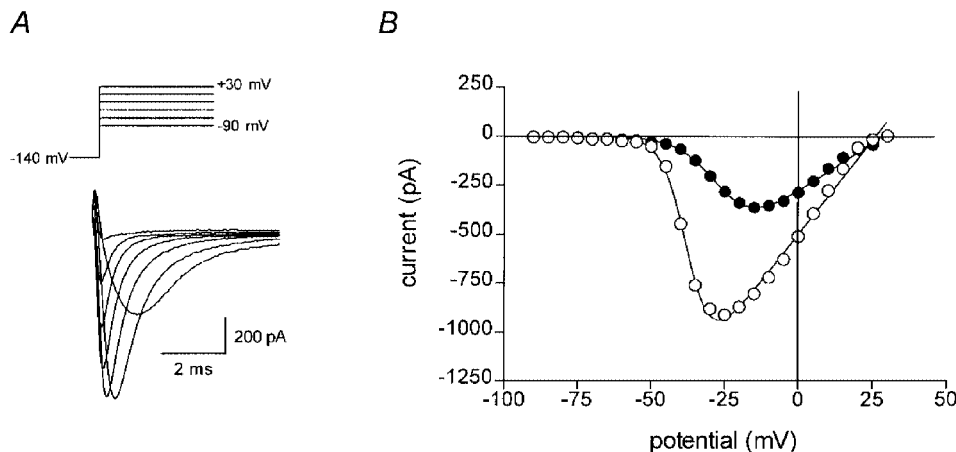 A
+30 mV
-90 mV
-140 mV
200 pA
2 ms
B
250
0
-250
-500
-750
-1000
-1250
current (pA)
-100 -75 -50 -25 0 25 50
potential (mV)